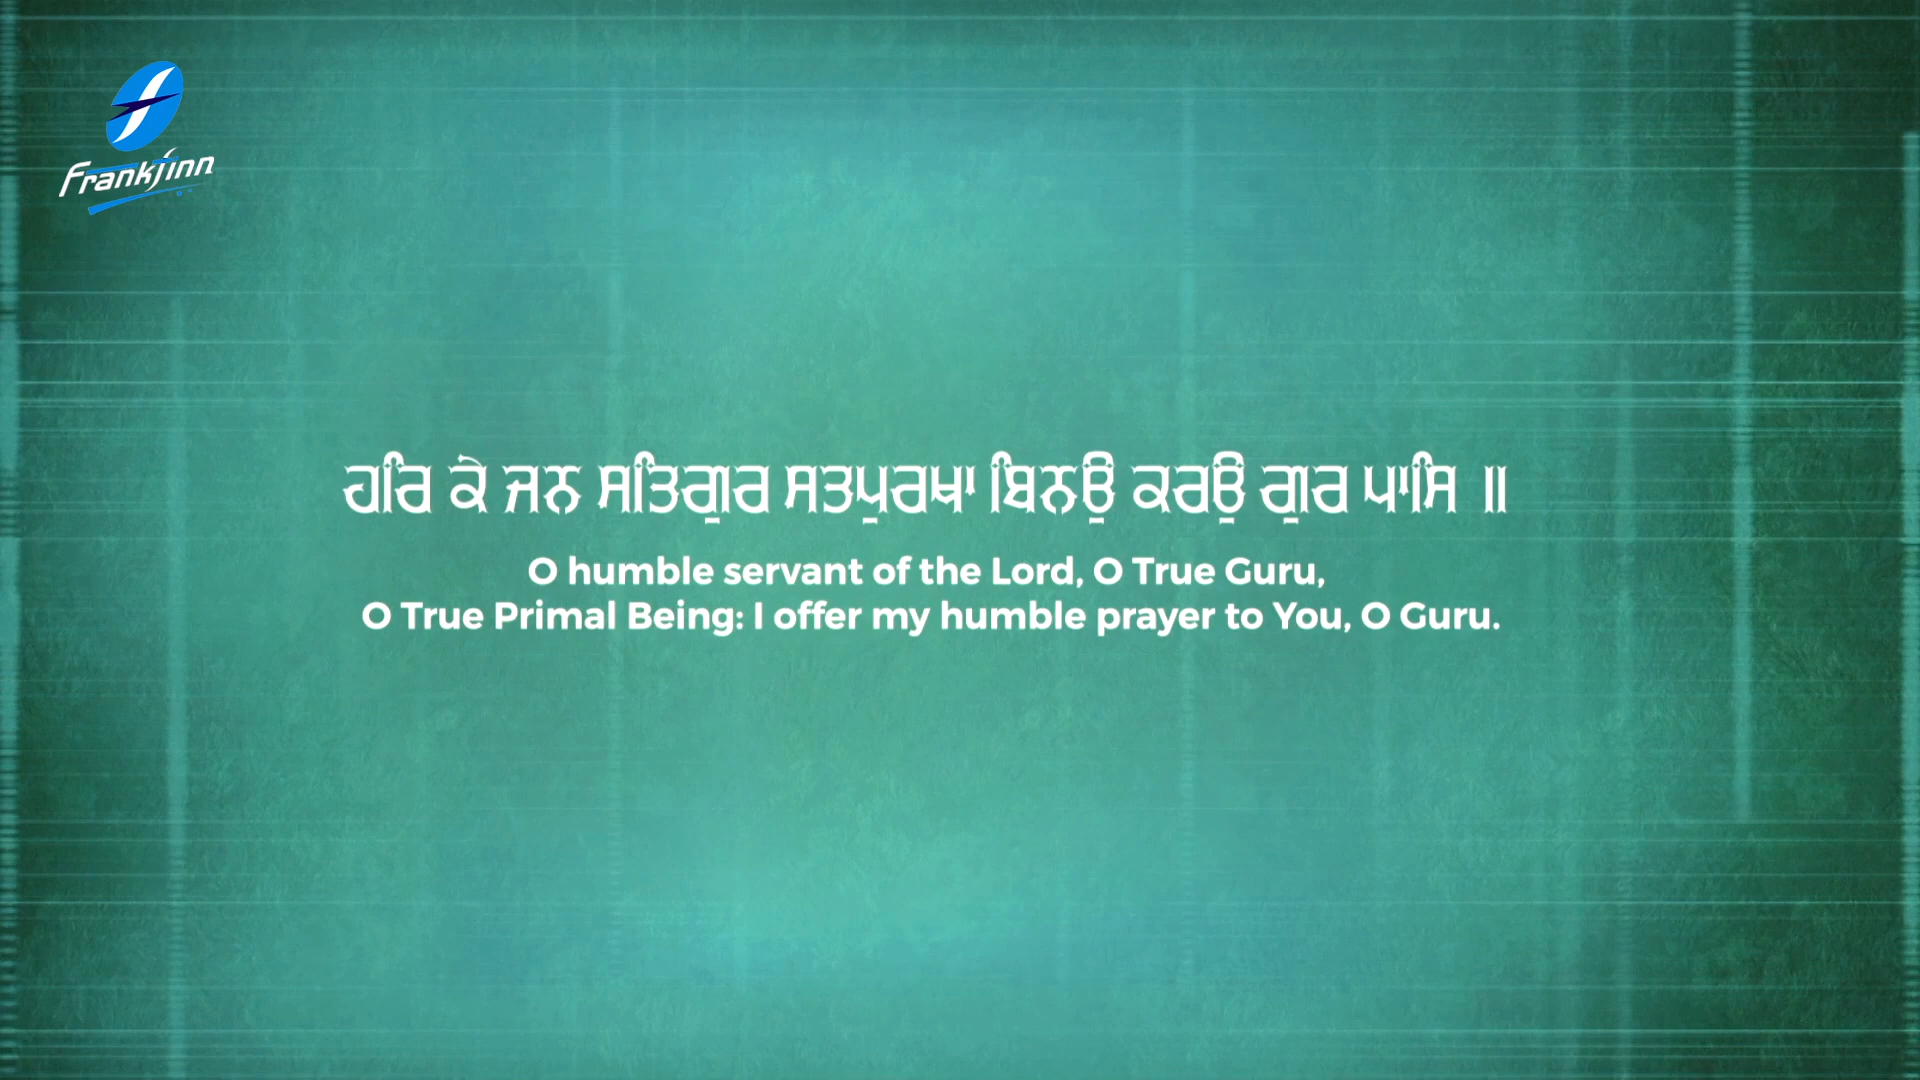 Frankfinn
ਹਰਿ ਕੇ ਜਨ ਸਤਿਗੁਰ ਸਤਪੁਰਖਾ ਬਿਨਉ ਕਰਉ ਗੁਰ ਪਾਸਿ ॥
O humble servant of the Lord, O True Guru,
O True Primal Being: I offer my humble prayer to You, O Guru.